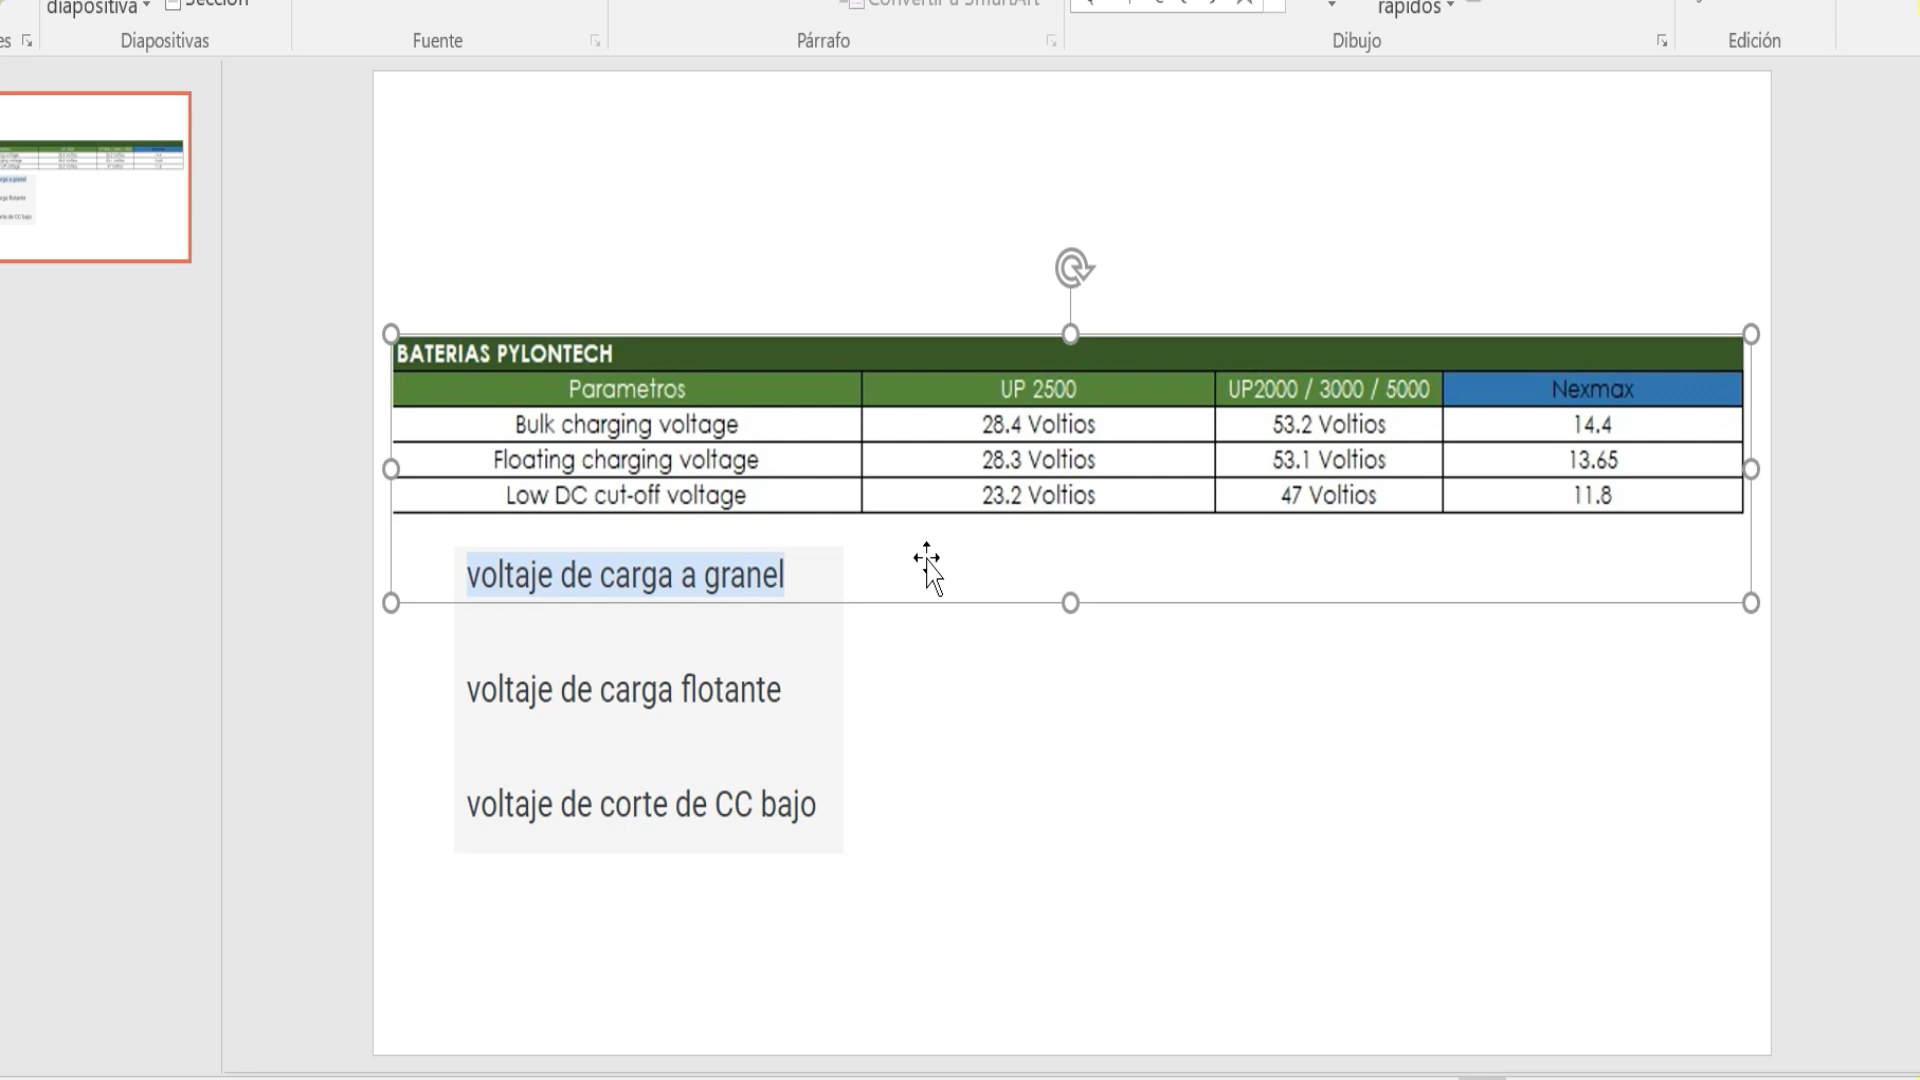 diapositiva
Sección
Convertir a SmartArt
rápidos
es
Diapositivas
Fuente
Párrafo
Dibujo
Edición
BATERIAS PYLONTECH
Parametros UP 2500 UP2000 / 3000 / 5000 Nexmax
Bulk charging voltage 28.4 Voltios 53.2 Voltios 14.4
Floating charging voltage 28.3 Voltios 53.1 Voltios 13.65
Low DC cut-off voltage 23.2 Voltios 47 Voltios 11.8
voltaje de carga a granel
voltaje de carga flotante
voltaje de corte de CC bajo